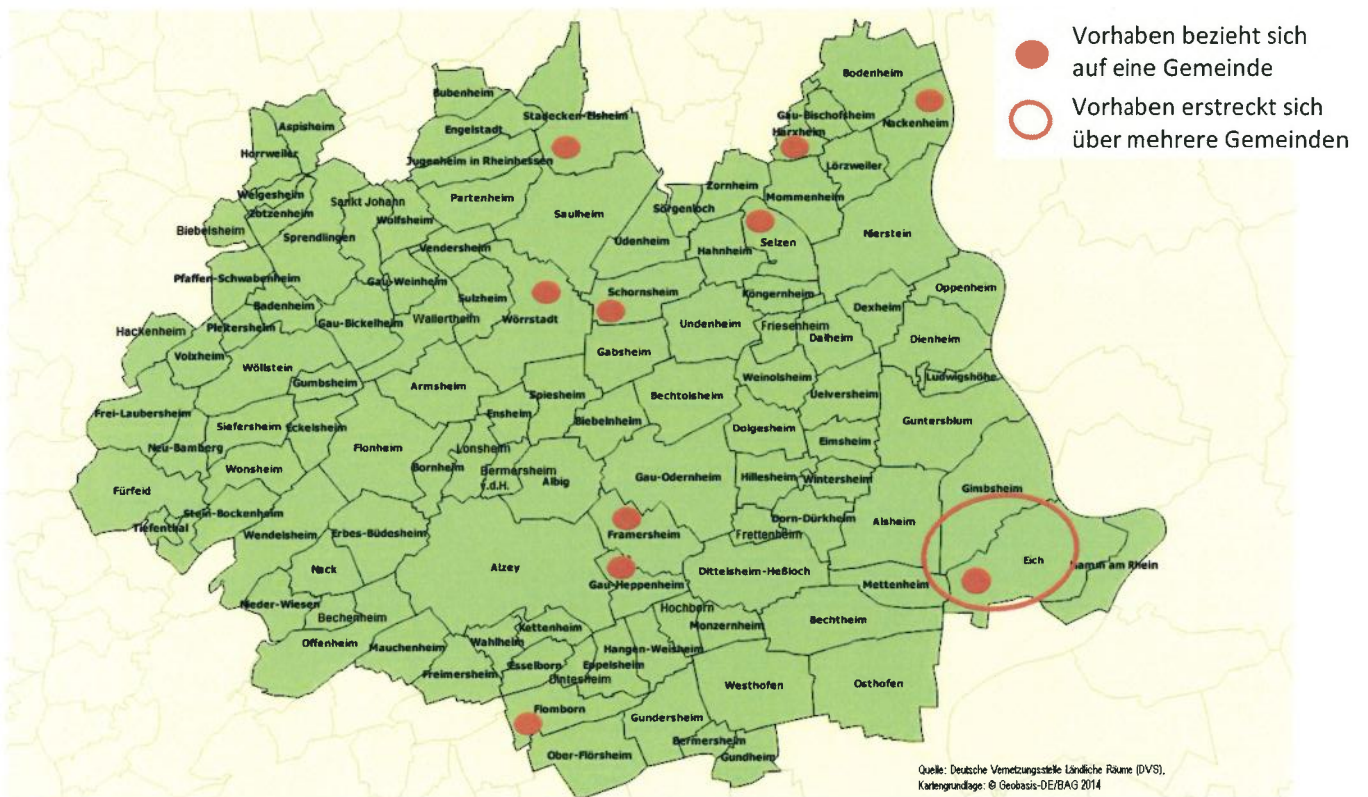 Vorhaben bezieht sich
auf eine Gemeinde
Vorhaben erstreckt sich
über mehrere Gemeinden
Bodenheim
Bubenheim
Nackenheim
Stadecken-Elsheim
Gau-Bischofsheim
Aspisheim
Engelstadt
Harxheim
Horrweiler
Jugenheim in Rheinhessen
Lörzweiler
Zornheim
Welgesheim
Sankt Johann
Partenheim
Mommenheim
Zotzenheim
Wolfsheim
Saulheim
Sörgenloch
Biebelsheim
Sprendlingen
Udenheim
Selzen
Nierstein
Vendersheim
Hahnheim
Pfaffen-Schwabenheim
Gau-Weinheim
Oppenheim
Schornsheim
Köngernheim
Badenheim
Sulzheim
Dexheim
Hackenheim
Pleitersheim
Gau-Bickelheim
Wallertheim
Wörrstadt
Undenheim
Friesenheim
Dalheim
Dienheim
Volxheim
Gabsheim
Wöllstein
Weinolsheim
Ludwigshöhe
Gumbsheim
Armsheim
Spiesheim
Bechtolsheim
Uelversheim
Frei-Laubersheim
Ensheim
Biebelnheim
Guntersblum
Siefersheim
Eckelsheim
Dolgesheim
Neu-Bamberg
Flonheim
Lonsheim
Eimsheim
Wonsheim
Bornheim
Bermersheim
v.d.H.
Albig
Gau-Odernheim
Hillesheim
Wintersheim
Fürfeld
Gimbsheim
Stein-Bockenheim
Dorn-Dürkheim
Alsheim
Tiefenthal
Wendelsheim
Erbes-Büdesheim
Framersheim
Frettenheim
Nack
Alzey
Dittelsheim-Heßloch
Eich
Hamm am Rhein
Gau-Heppenheim
Mettenheim
Nieder-Wiesen
Hochborn
Bechenheim
Kettenheim
Monzernheim
Bechtheim
Offenheim
Mauchenheim
Wahlheim
Hangen-Weisheim
Esselborn
Eppelsheim
Freimersheim
Dintesheim
Westhofen
Osthofen
Flomborn
Gundersheim
Bermersheim
Ober-Flörsheim
Gundheim
Quelle: Deutsche Vernetzungsstelle Ländliche Räume (DVS),
Kartengrundlage: © Geobasis-DE/BAG 2014